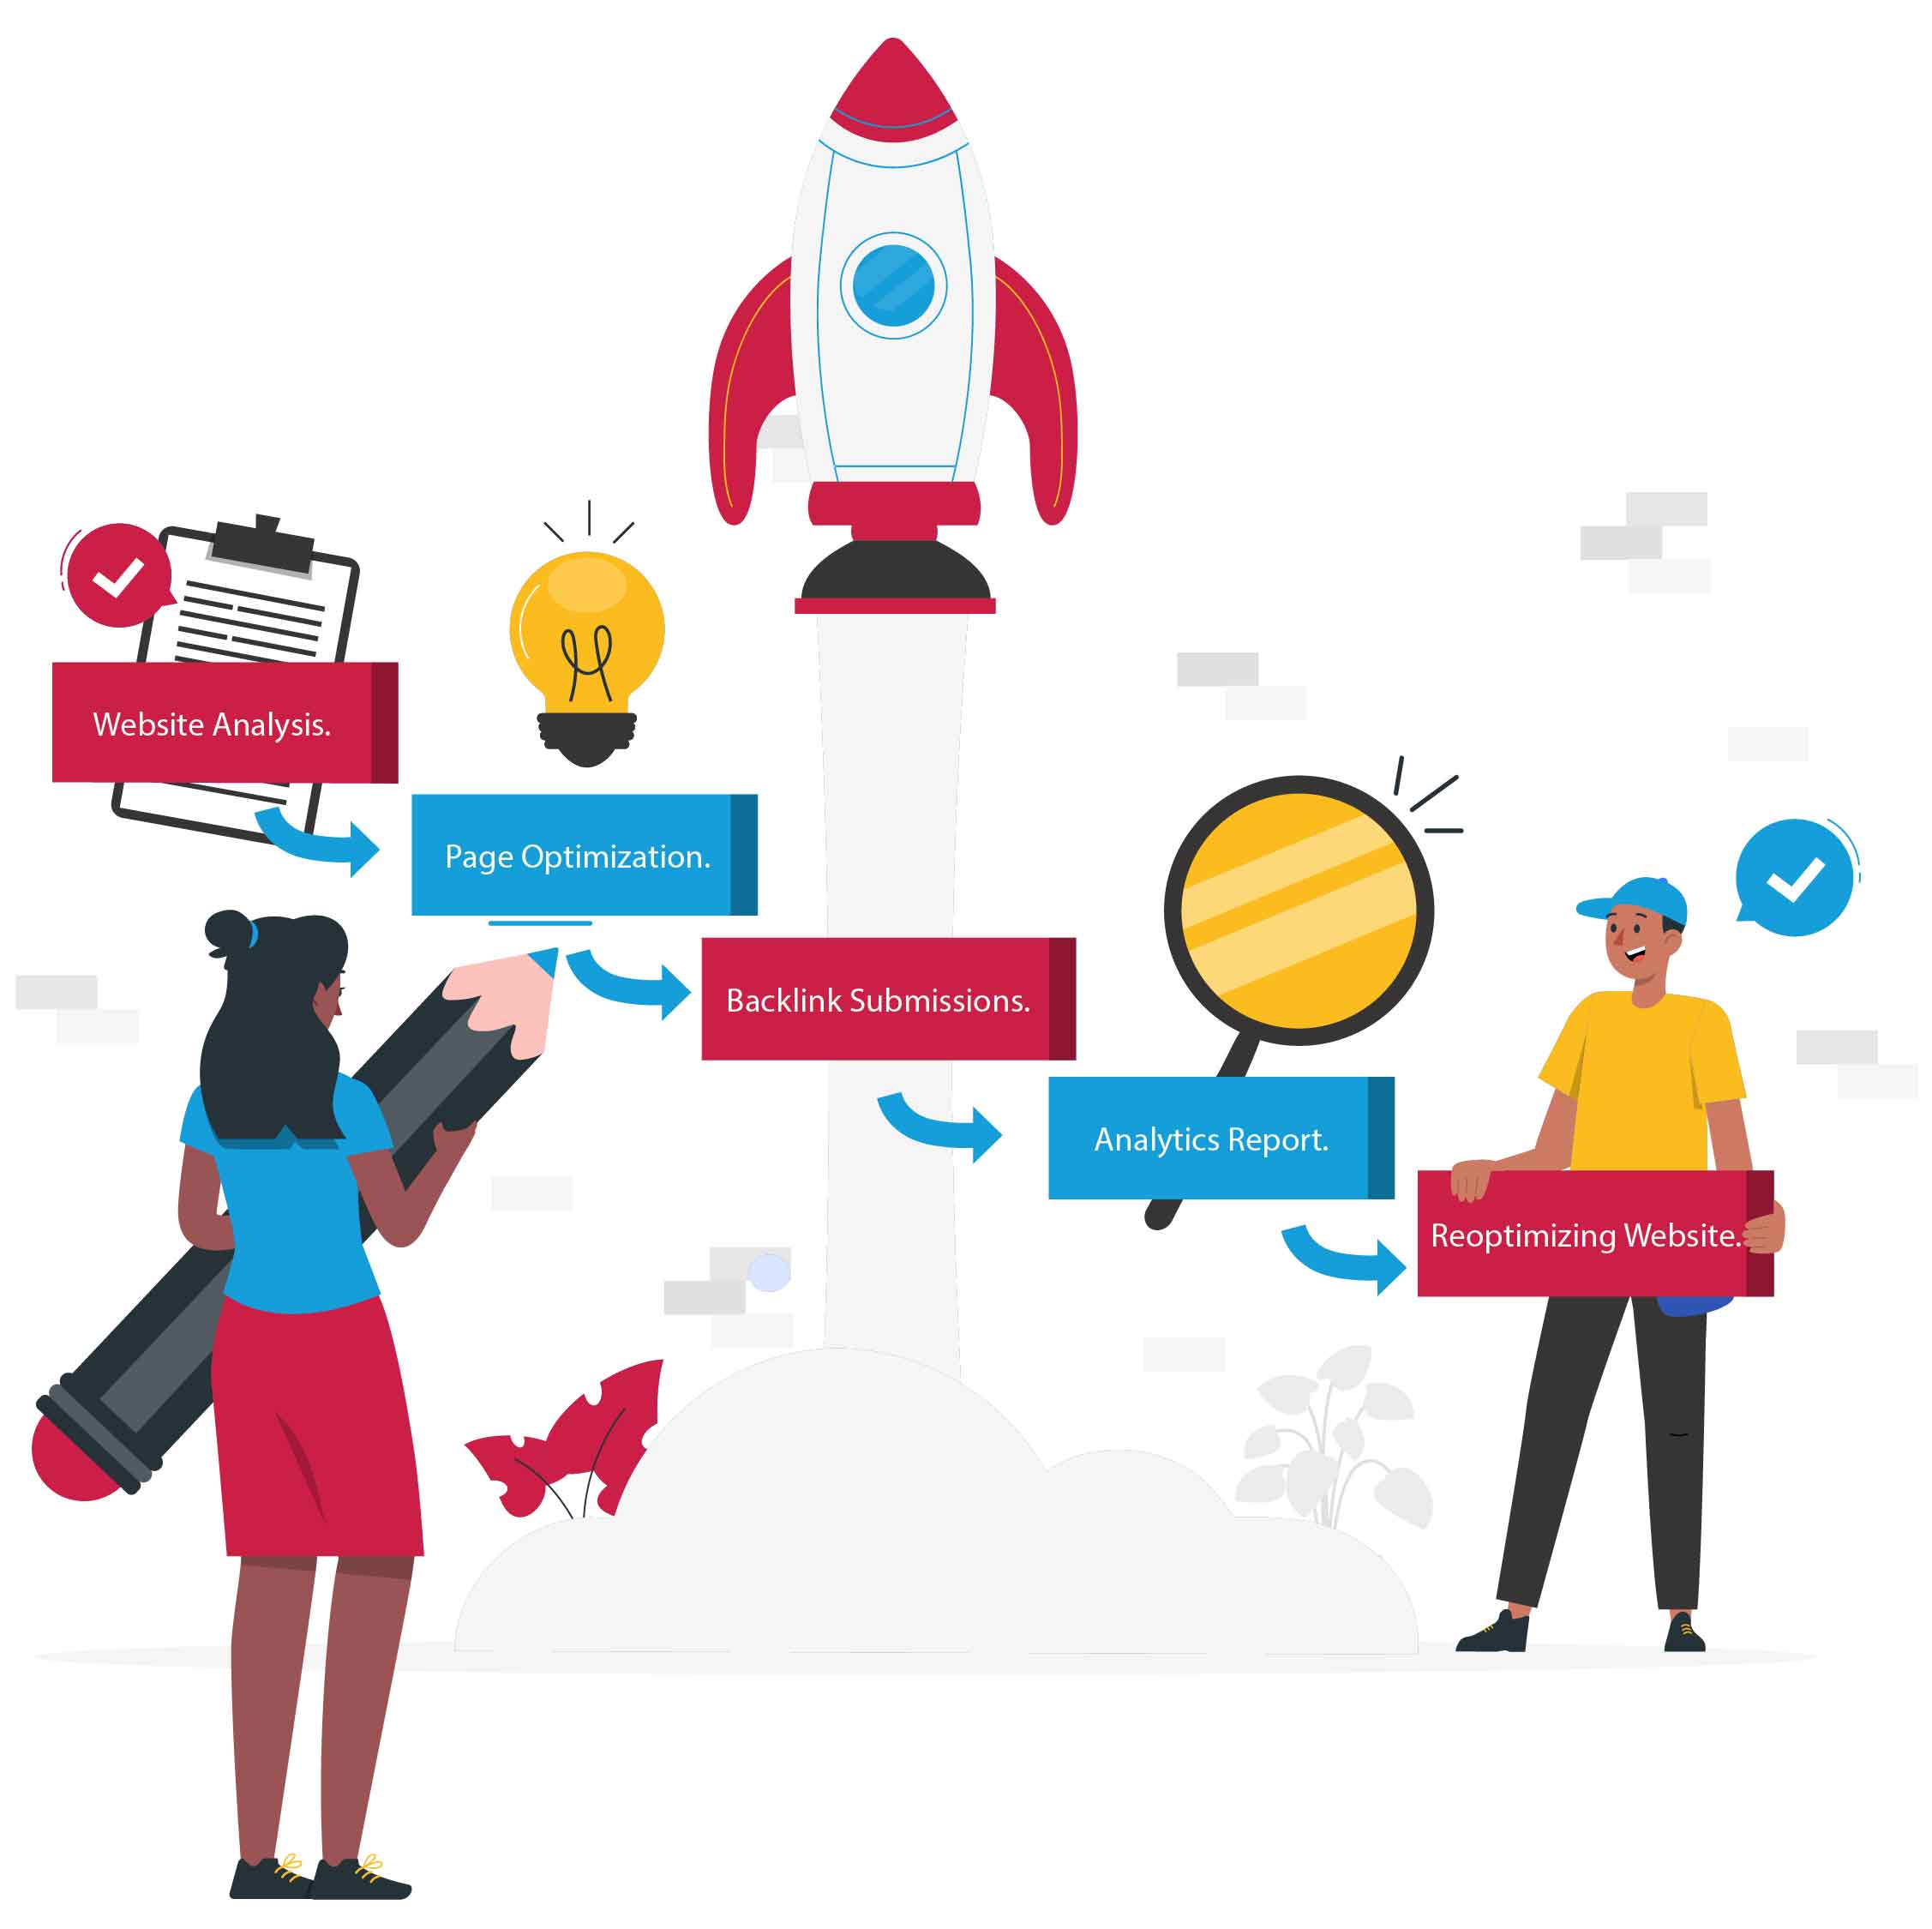 Website Analysis.
Page Optimization.
Backlink Submissions.
Analytics Report.
Reoptimizing Website.